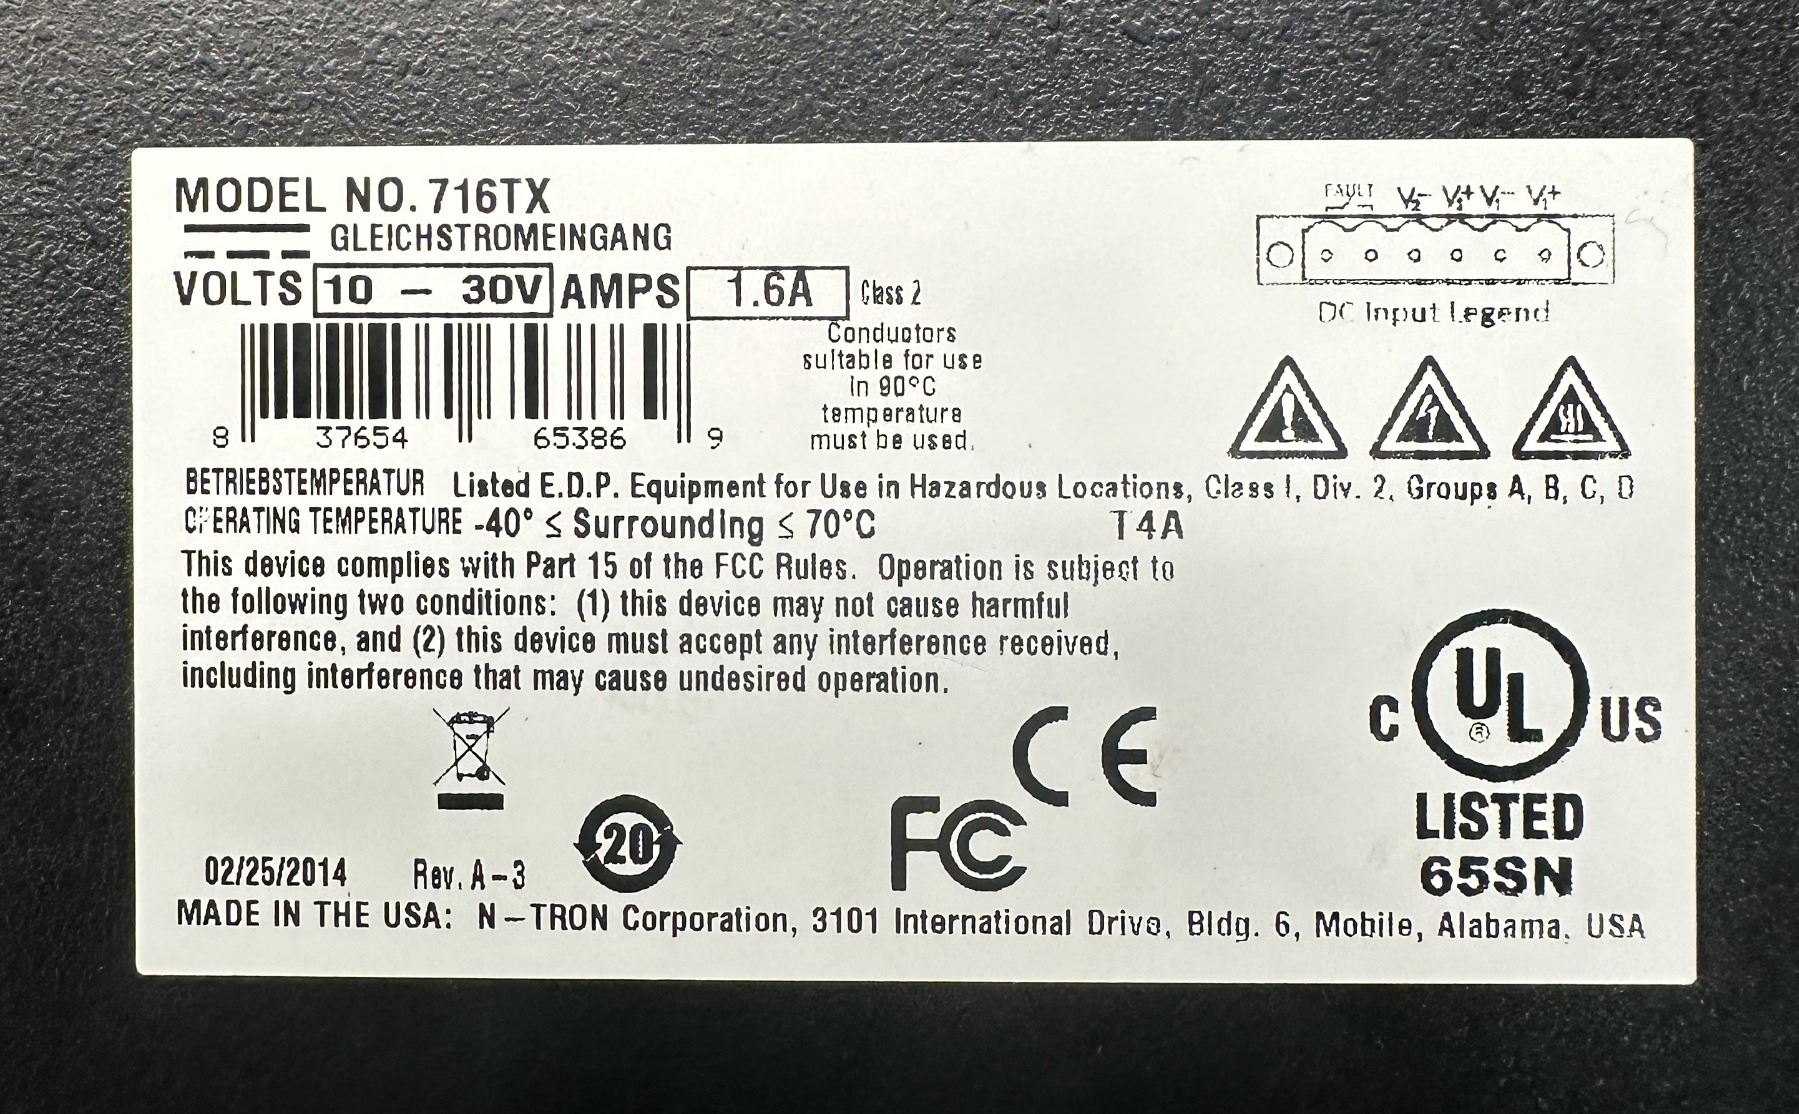 MODEL NO. 716TX
GLEICHSTROMEINGANG
VOLTS 10 – 30V AMPS 1.6A Class 2
Conductors
suitable for use
in 90°C
temperature
must be used.
8 37654 65386 9
FAULT V2- V2+ V1- V1+
DC Input Legend
BETRIEBSTEMPERATUR Listed E.D.P. Equipment for Use in Hazardous Locations, Class I, Div. 2, Groups A, B, C, D
OPERATING TEMPERATURE -40° ≤ Surrounding ≤ 70°C T4A
This device complies with Part 15 of the FCC Rules. Operation is subject to
the following two conditions: (1) this device may not cause harmful
interference, and (2) this device must accept any interference received,
including interference that may cause undesired operation.
C UL ® US
LISTED
65SN
CE
FC
20
02/25/2014 Rev. A-3
MADE IN THE USA: N-TRON Corporation, 3101 International Drive, Bldg. 6, Mobile, Alabama, USA